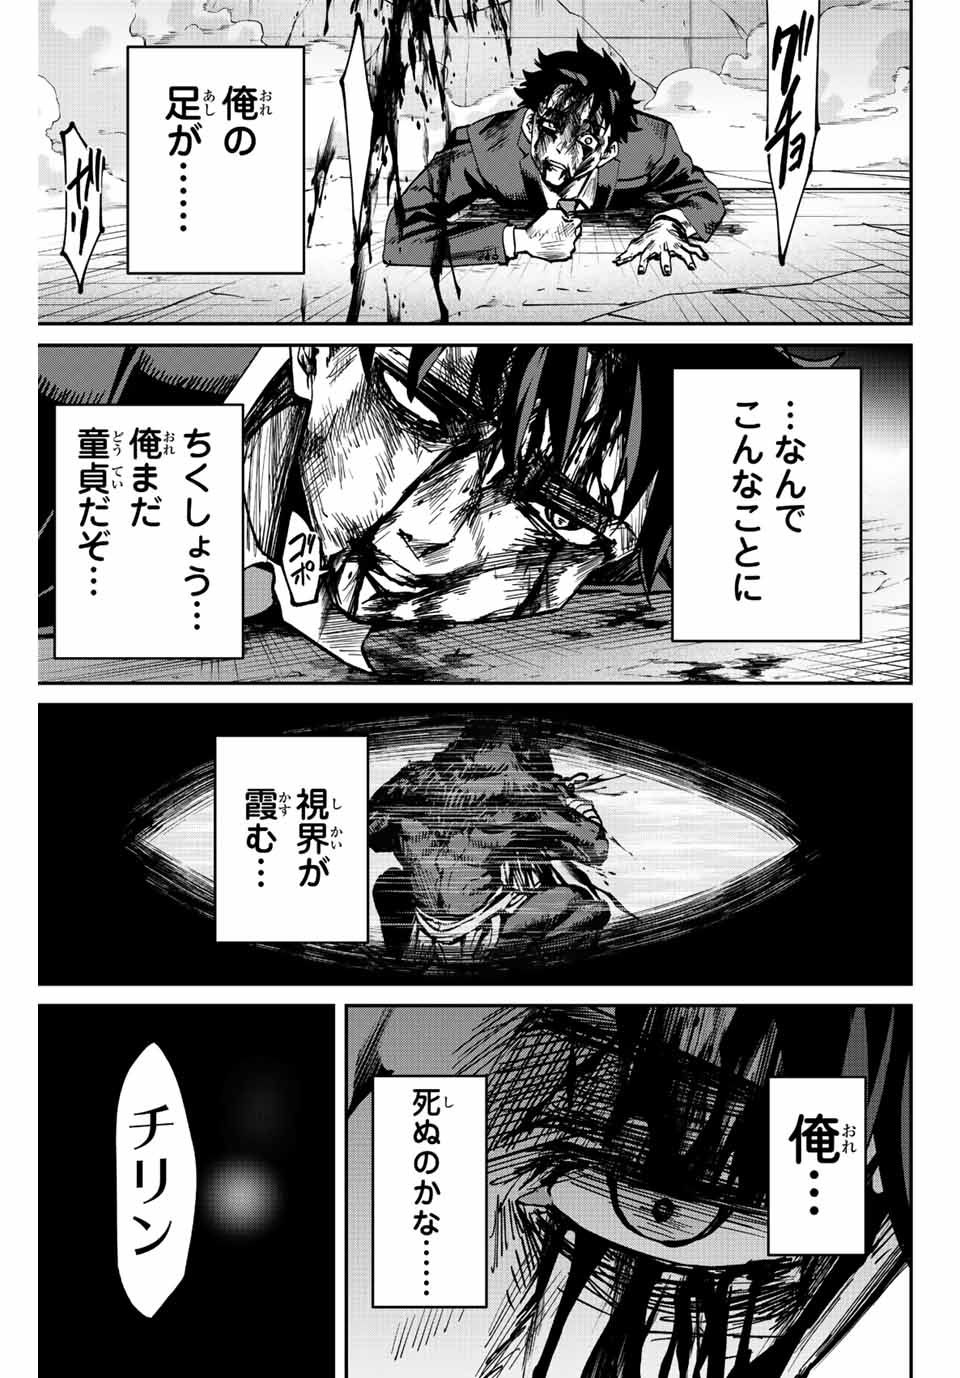 グチョ
俺の
足が……
ガッ
…なんで
こんなことに
ゴポ
ちくしょう…
俺まだ
童貞だぞ…
視界が
霞む…
俺…
死ぬのかな……
チリン